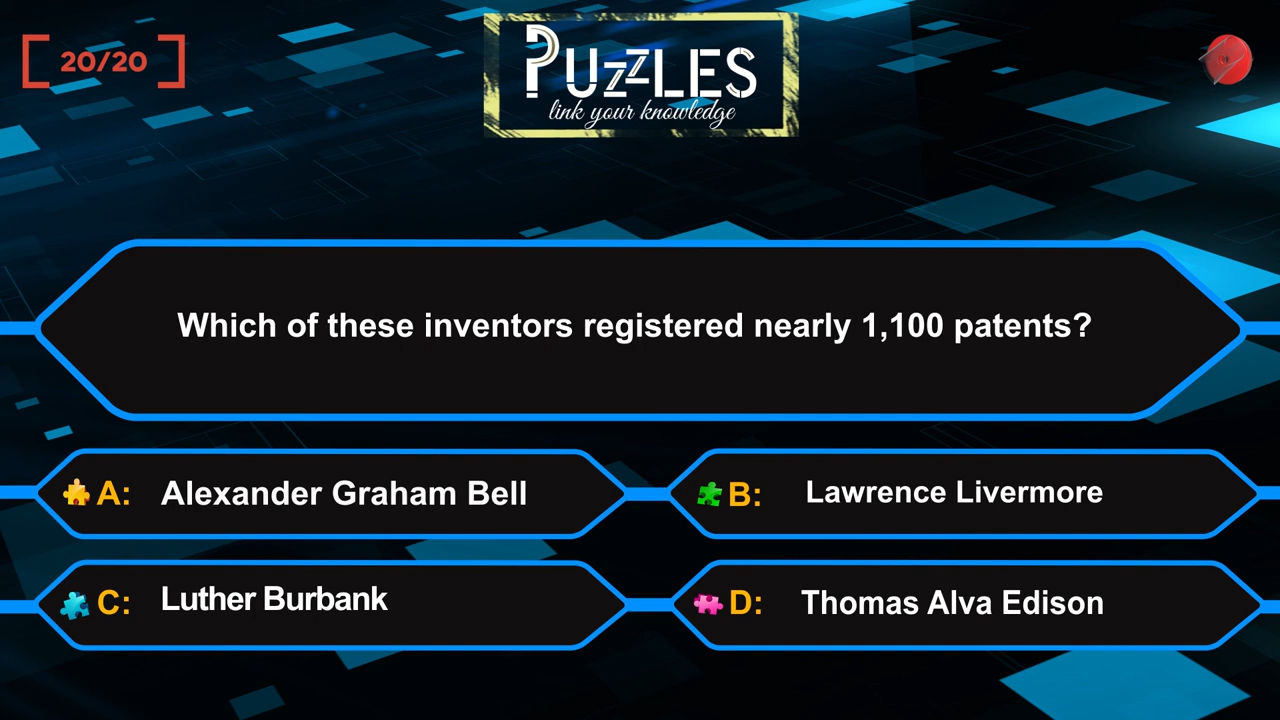 20/20
PUZZLES
link your knowledge
Which of these inventors registered nearly 1,100 patents?
A: Alexander Graham Bell
B: Lawrence Livermore
C: Luther Burbank
D: Thomas Alva Edison